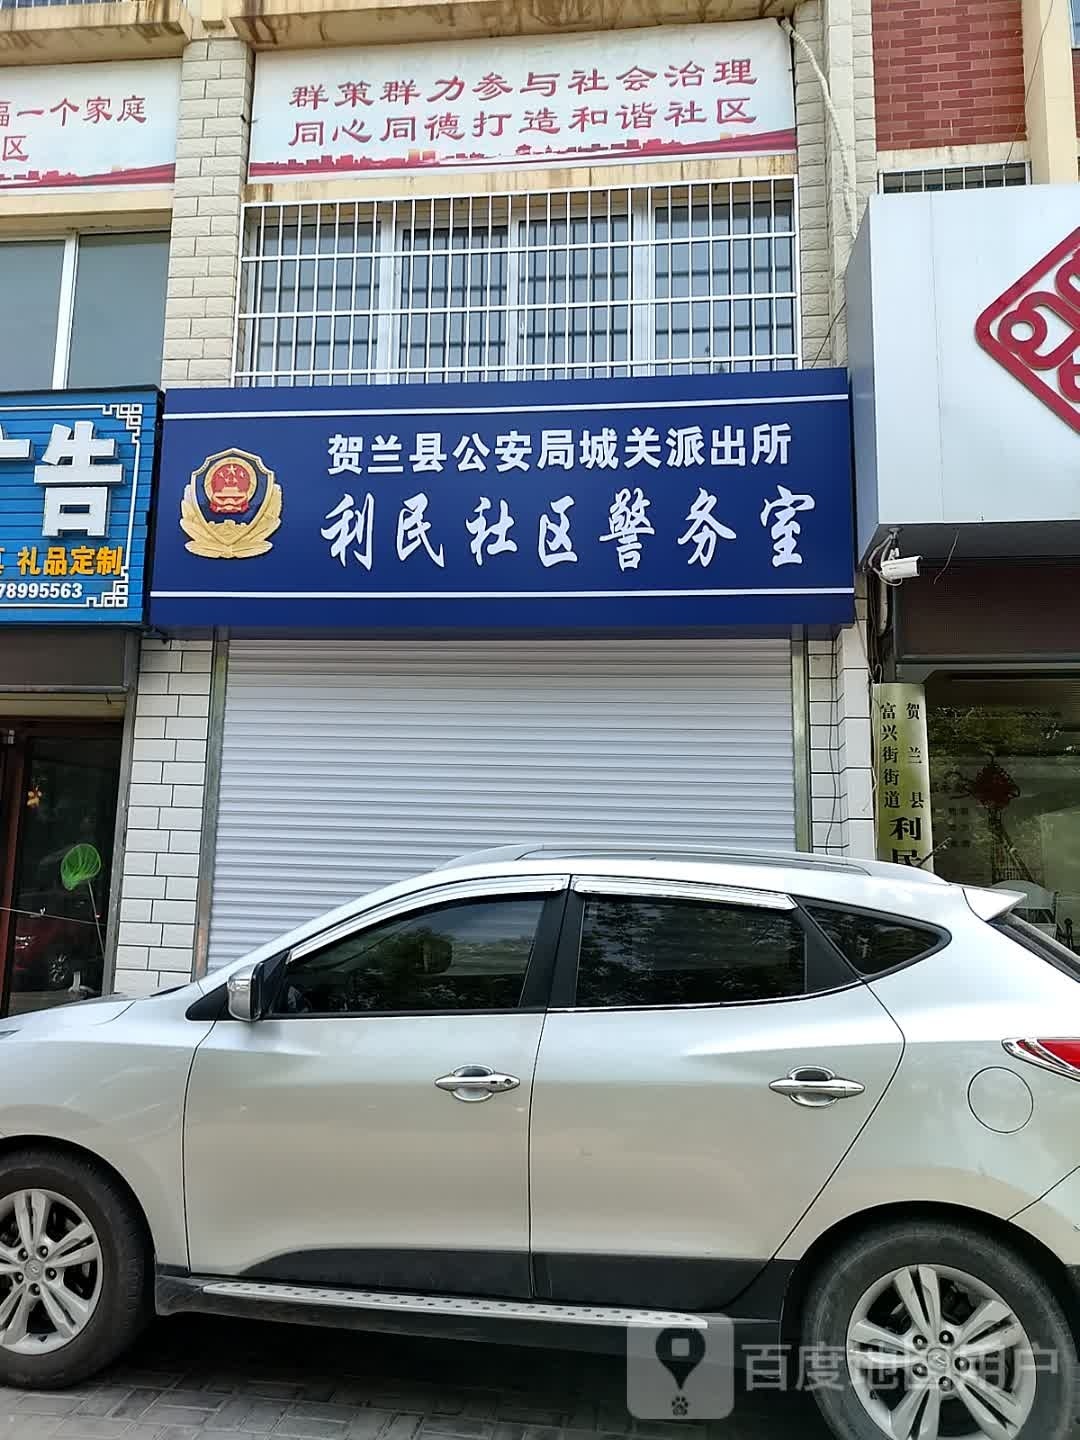 福一个家庭
区
群策群力参与社会治理
同心同德打造和谐社区
贺兰县公安局城关派出所
利民社区警务室
告
礼品定制
78995563
贺兰县
富兴街街道
利民
百度地图用户